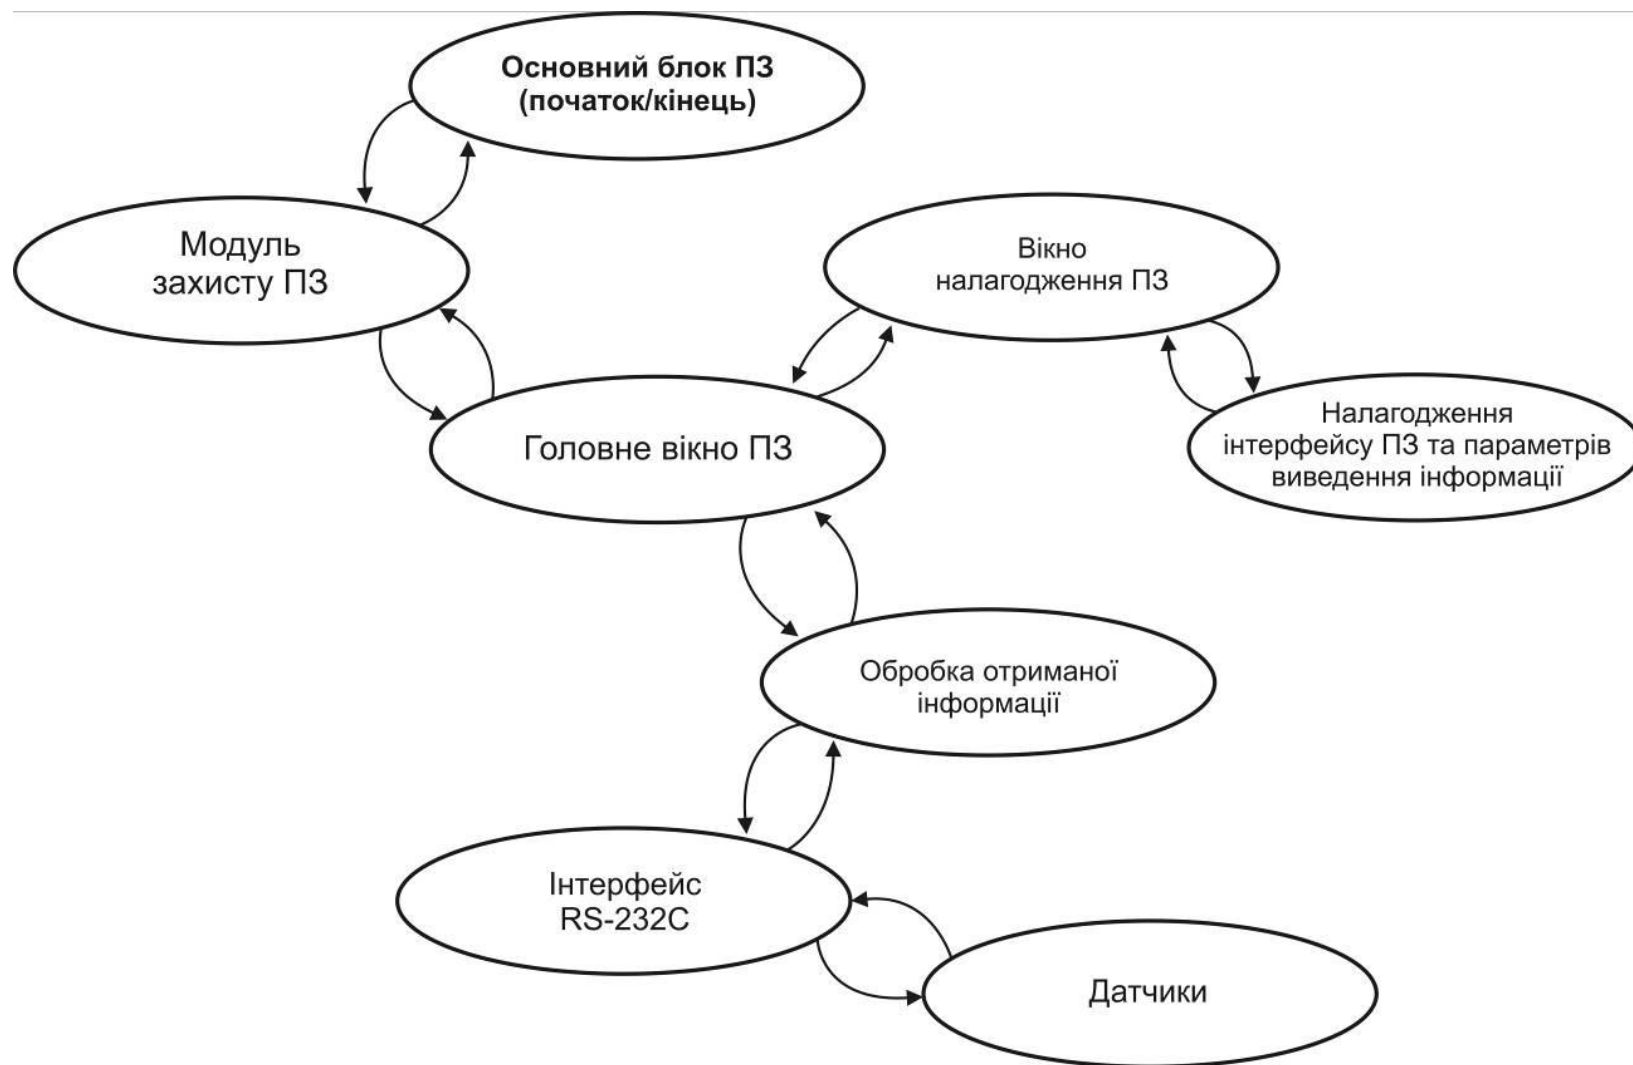 Основний блок ПЗ
(початок/кінець)
Модуль
захисту ПЗ
Вікно
налагодження ПЗ
Головне вікно ПЗ
Налагодження
інтерфейсу ПЗ та параметрів
виведення інформації
Обробка отриманої
інформації
Інтерфейс
RS-232C
Датчики